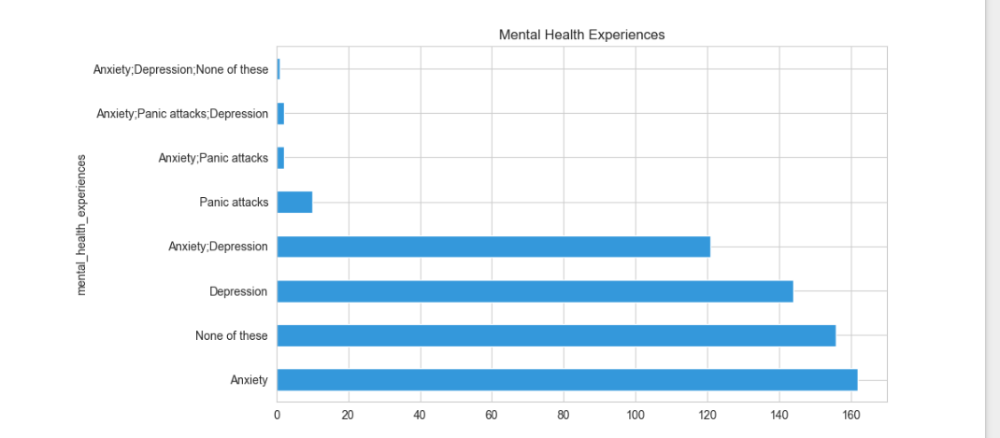 Mental Health Experiences
Anxiety;Depression;None of these
Anxiety;Panic attacks;Depression
Anxiety;Panic attacks
Panic attacks
Anxiety;Depression
Depression
None of these
Anxiety
mental_health_experiences
0 20 40 60 80 100 120 140 160